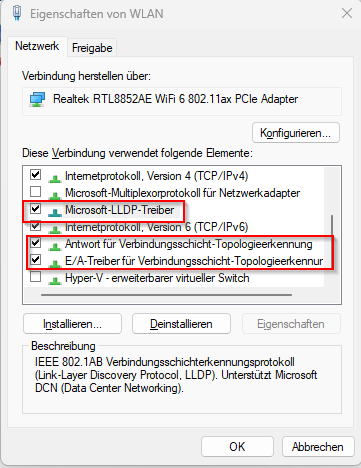 Eigenschaften von WLAN
Netzwerk Freigabe
Verbindung herstellen über:
Realtek RTL8852AE WiFi 6 802.11ax PCIe Adapter
Konfigurieren...
Diese Verbindung verwendet folgende Elemente:
Internetprotokoll, Version 4 (TCP/IPv4)
Microsoft-Multiplexorprotokoll für Netzwerkadapter
Microsoft-LLDP-Treiber
Internetprotokoll, Version 6 (TCP/IPv6)
Antwort für Verbindungsschicht-Topologieerkennung
E/A-Treiber für Verbindungsschicht-Topologieerkennur
Hyper-V - erweiterbarer virtueller Switch
Installieren... Deinstallieren Eigenschaften
Beschreibung
IEEE 802.1AB Verbindungsschichterkennungsprotokoll
(Link-Layer Discovery Protocol, LLDP). Unterstützt Microsoft
DCN (Data Center Networking).
OK Abbrechen